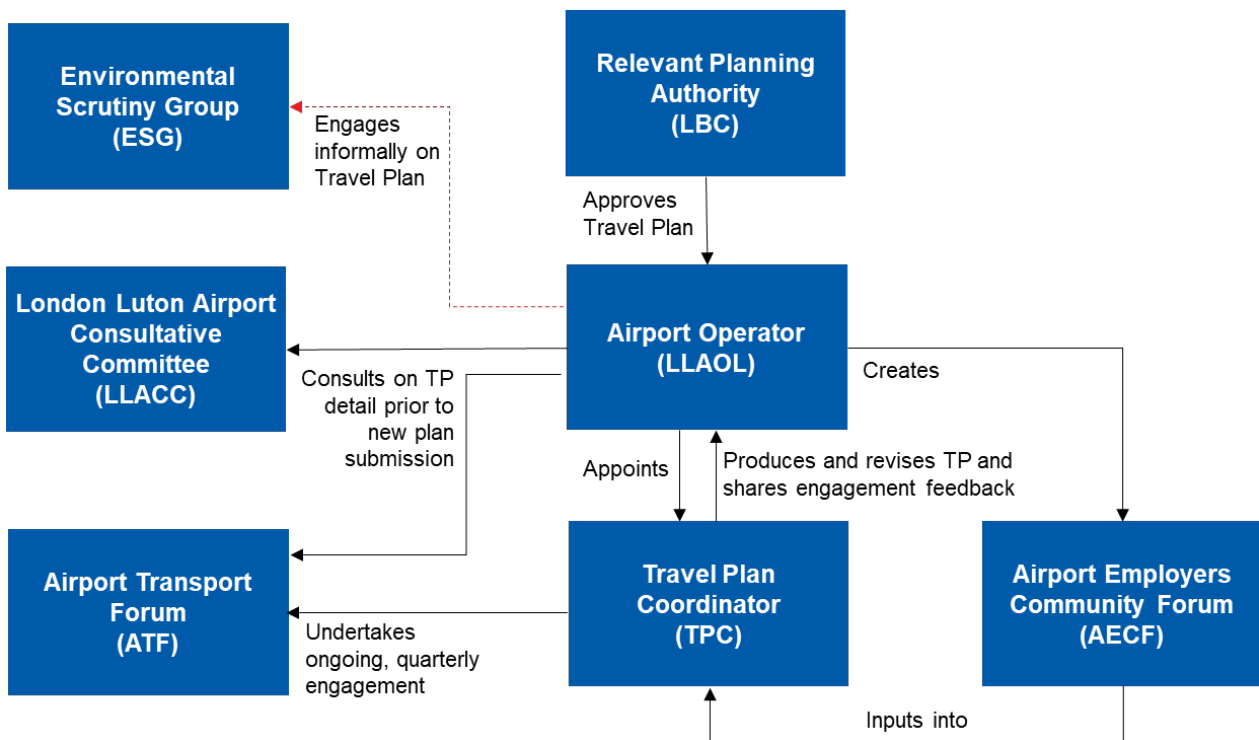 Environmental
Scrutiny Group
(ESG)
Relevant Planning
Authority
(LBC)
Engages
informally on
Travel Plan
Approves
Travel Plan
London Luton Airport
Consultative
Committee
(LLACC)
Airport Operator
(LLAOL)
Creates
Consults on TP
detail prior to
new plan
submission
Appoints
Produces and revises TP and
shares engagement feedback
Airport Transport
Forum
(ATF)
Travel Plan
Coordinator
(TPC)
Airport Employers
Community Forum
(AECF)
Undertakes
ongoing, quarterly
engagement
Inputs into